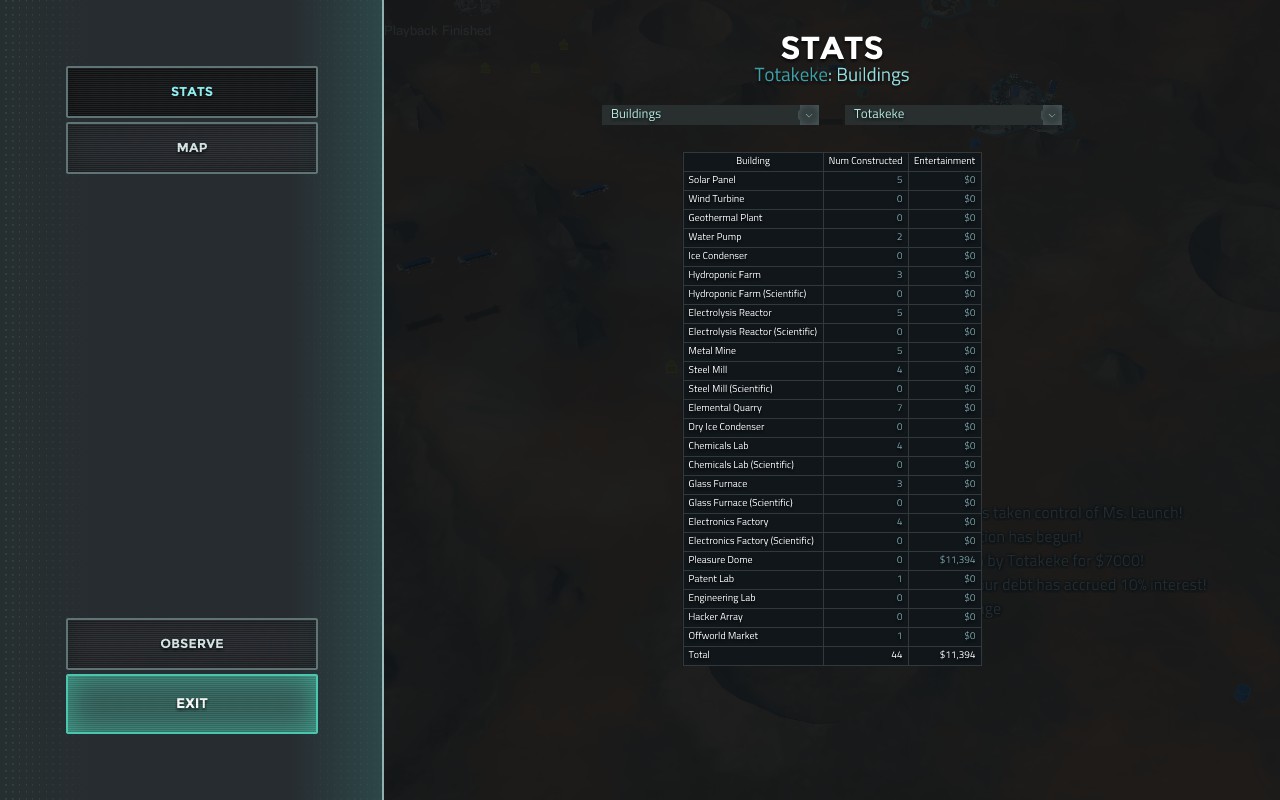 Playback Finished
STATS
Totakeke: Buildings
STATS
MAP
Buildings
Totakeke
Building Num Constructed Entertainment
Solar Panel 5 $0
Wind Turbine 0 $0
Geothermal Plant 0 $0
Water Pump 2 $0
Ice Condenser 0 $0
Hydroponic Farm 3 $0
Hydroponic Farm (Scientific) 0 $0
Electrolysis Reactor 5 $0
Electrolysis Reactor (Scientific) 0 $0
Metal Mine 5 $0
Steel Mill 4 $0
Steel Mill (Scientific) 0 $0
Elemental Quarry 7 $0
Dry Ice Condenser 0 $0
Chemicals Lab 4 $0
Chemicals Lab (Scientific) 0 $0
Glass Furnace 3 $0
Glass Furnace (Scientific) 0 $0
Electronics Factory 4 $0
Electronics Factory (Scientific) 0 $0
Pleasure Dome 0 $11,394
Patent Lab 1 $0
Engineering Lab 0 $0
Hacker Array 0 $0
Offworld Market 1 $0
Total 44 $11,394
taken control of Ms. Launch!
has begun!
by Totakeke for $7000!
debt has accrued 10% interest!
OBSERVE
EXIT